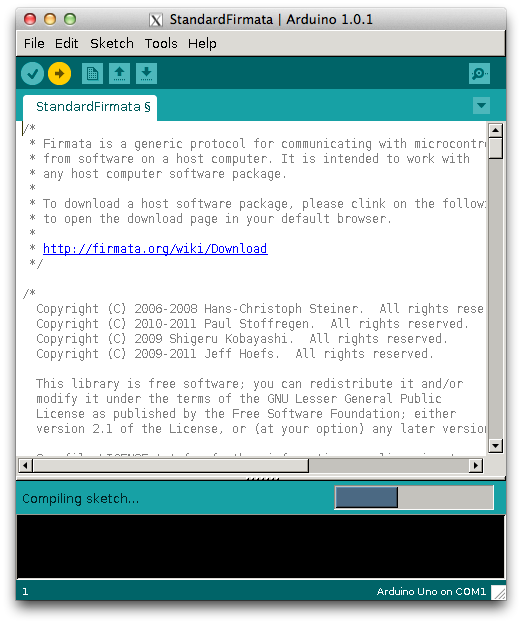 StandardFirmata | Arduino 1.0.1
File Edit Sketch Tools Help
StandardFirmata §
/*
 * Firmata is a generic protocol for communicating with microcontr
 * from software on a host computer. It is intended to work with
 * any host computer software package.
 *
 * To download a host software package, please clink on the followi
 * to open the download page in your default browser.
 *
 * http://firmata.org/wiki/Download
 */
/*
Copyright (C) 2006-2008 Hans-Christoph Steiner.  All rights rese
Copyright (C) 2010-2011 Paul Stoffregen.  All rights reserved.
Copyright (C) 2009 Shigeru Kobayashi.  All rights reserved.
Copyright (C) 2009-2011 Jeff Hoefs.  All rights reserved.
This library is free software; you can redistribute it and/or
modify it under the terms of the GNU Lesser General Public
License as published by the Free Software Foundation; either
version 2.1 of the License, or (at your option) any later version
Compiling sketch...
1
Arduino Uno on COM1